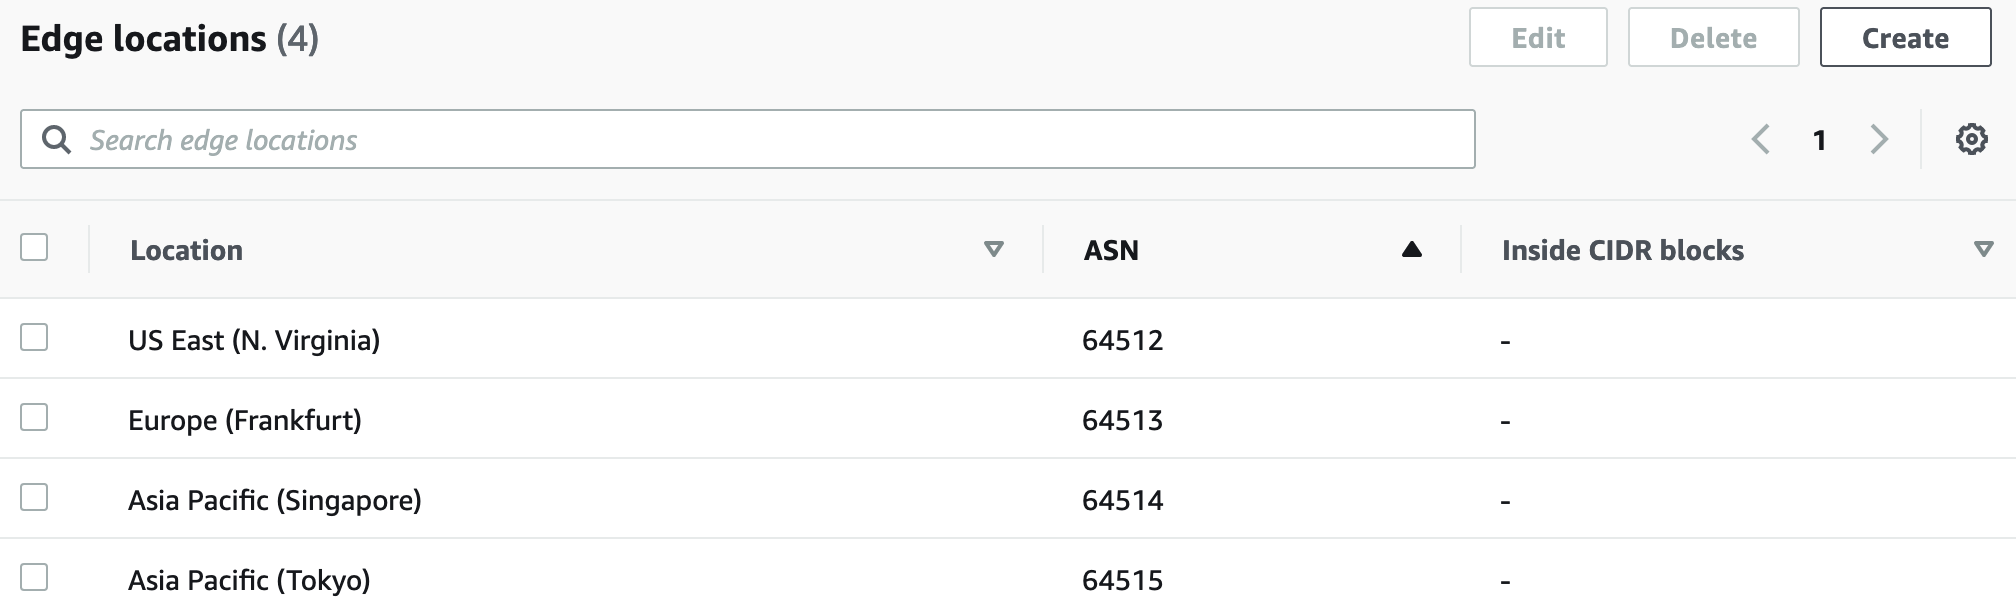 Edge locations (4)
Edit Delete Create
Search edge locations
1
Location ASN Inside CIDR blocks
US East (N. Virginia) 64512 -
Europe (Frankfurt) 64513 -
Asia Pacific (Singapore) 64514 -
Asia Pacific (Tokyo) 64515 -